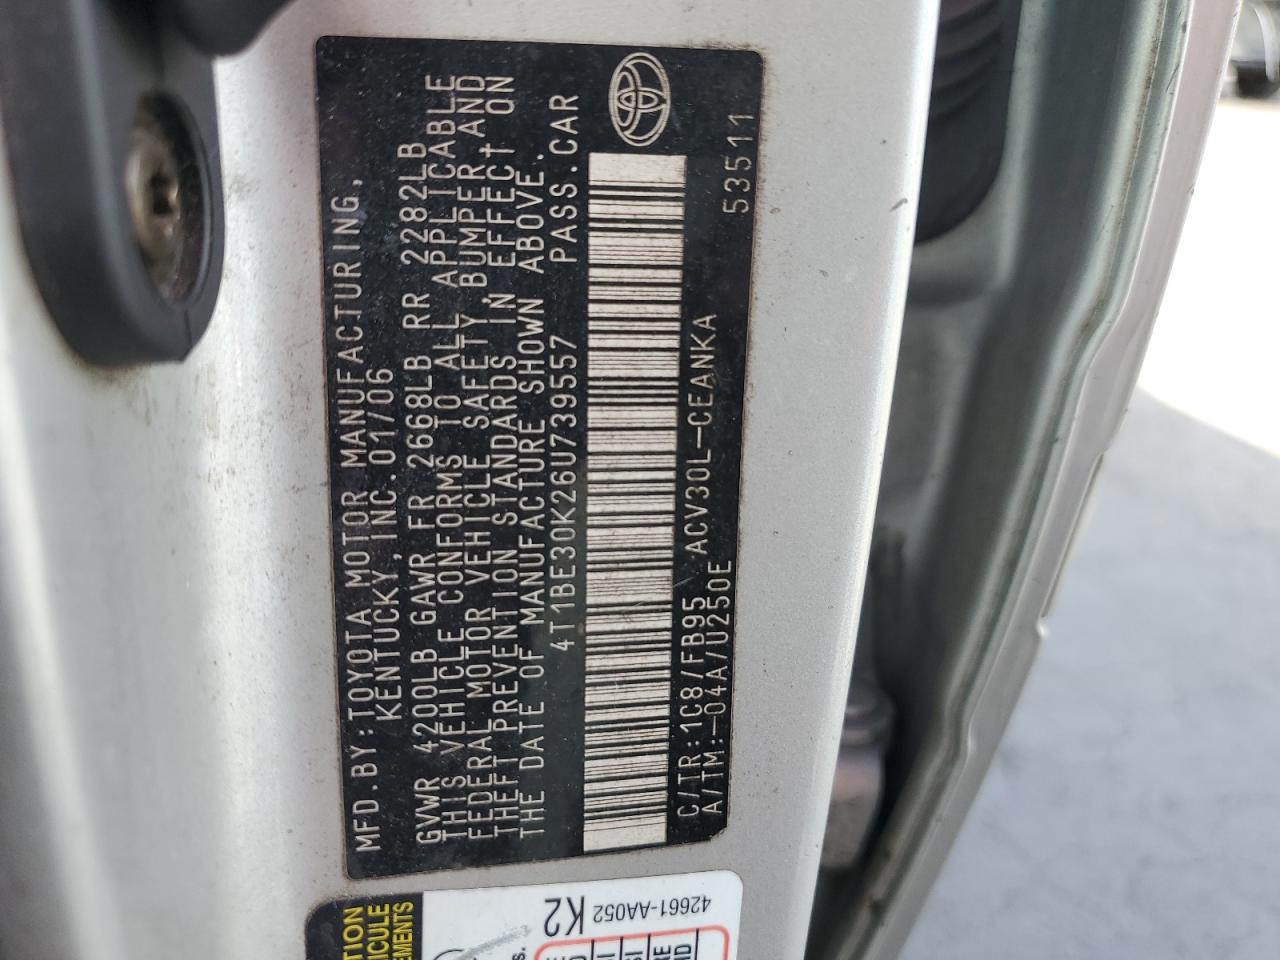 MFD.BY:TOYOTA MOTOR MANUFACTURING,
KENTUCKY,INC.01/06
GVWR 4200LB GAWR FR 2668LB RR 2282LB
THIS VEHICLE CONFORMS TO ALL APPLICABLE
FEDERAL MOTOR VEHICLE SAFETY,BUMPER,AND
THEFT PREVENTION STANDARDS IN EFFECT ON
THE DATE OF MANUFACTURE SHOWN ABOVE.
4T1BE30K26U739557 PASS.CAR
C/TR:1C8/FB95 ACV30L-CEANKA
A/TM:-04A/U250E 53511
K2
42661-AA052